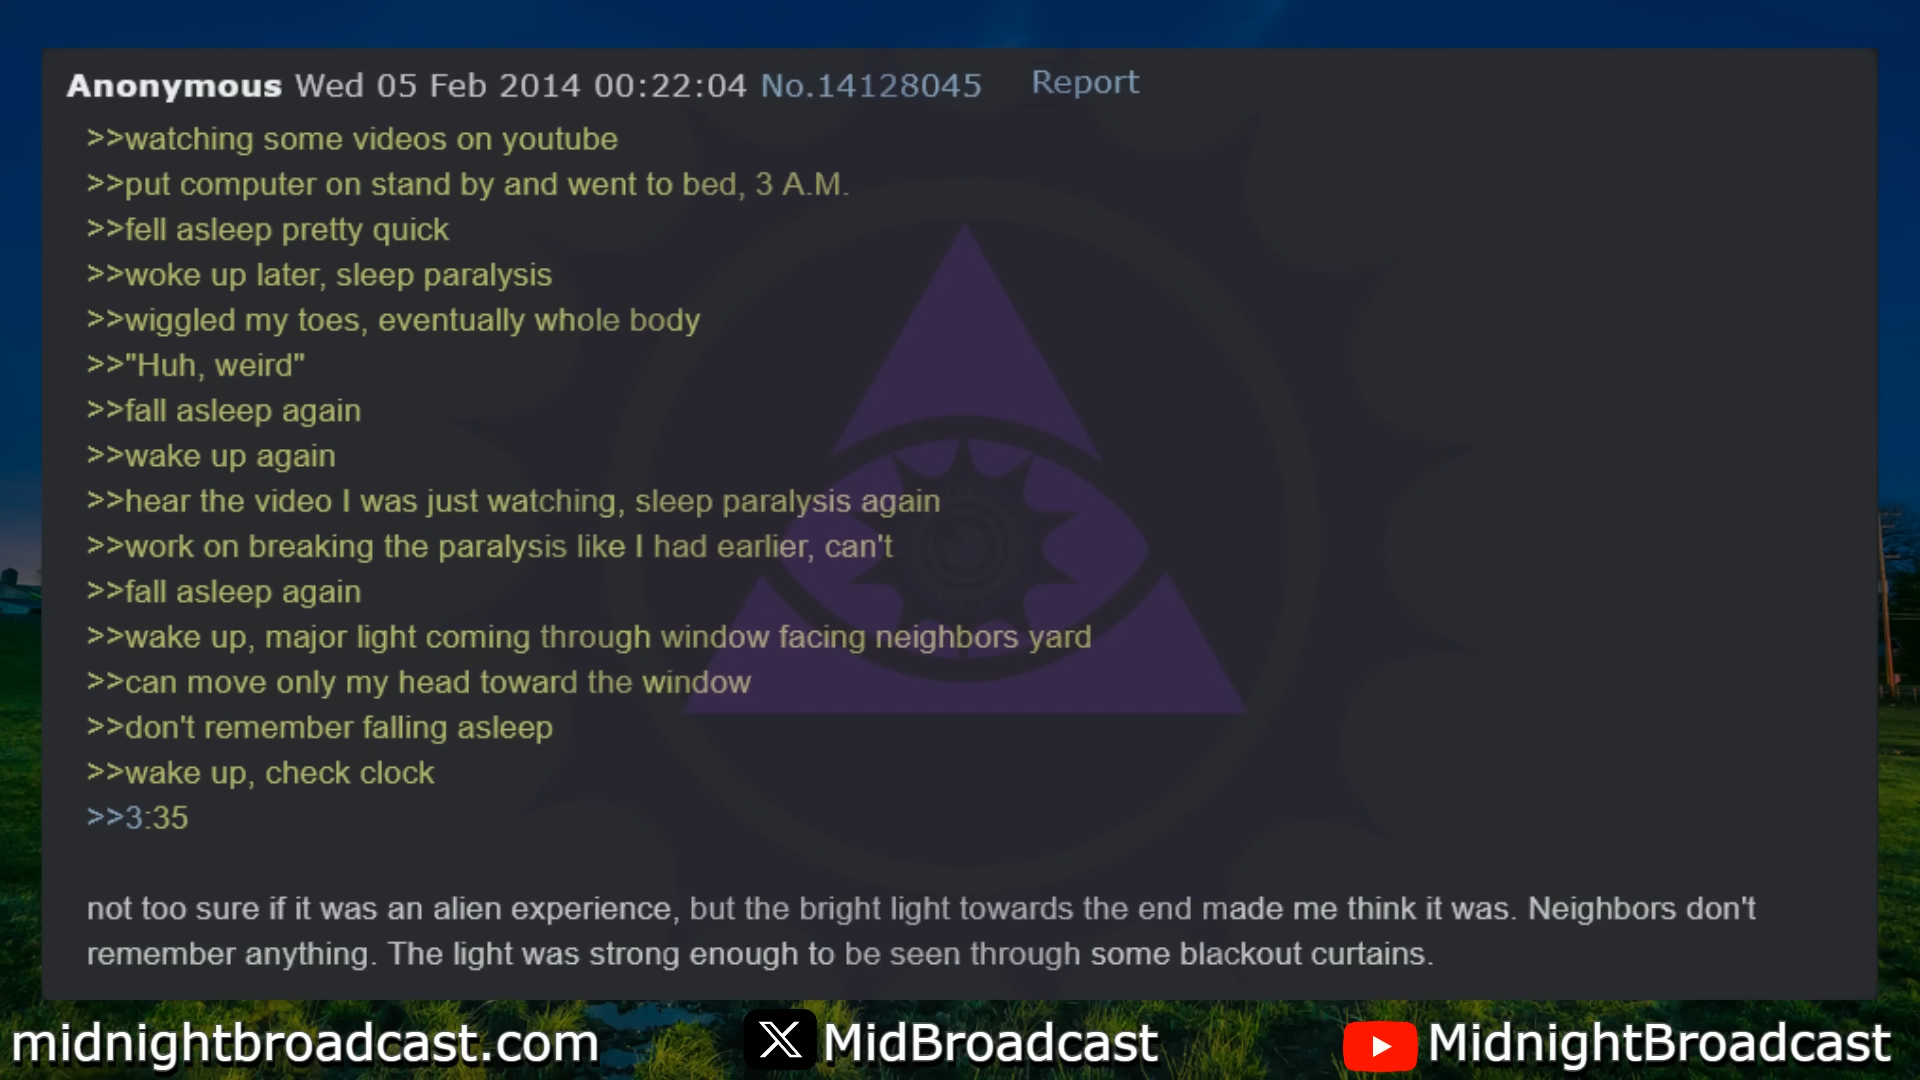 Anonymous Wed 05 Feb 2014 00:22:04 No.14128045 Report
>>watching some videos on youtube
>>put computer on stand by and went to bed, 3 A.M.
>>fell asleep pretty quick
>>woke up later, sleep paralysis
>>wiggled my toes, eventually whole body
>>"Huh, weird"
>>fall asleep again
>>wake up again
>>hear the video I was just watching, sleep paralysis again
>>work on breaking the paralysis like I had earlier, can't
>>fall asleep again
>>wake up, major light coming through window facing neighbors yard
>>can move only my head toward the window
>>don't remember falling asleep
>>wake up, check clock
>>3:35
not too sure if it was an alien experience, but the bright light towards the end made me think it was. Neighbors don't
remember anything. The light was strong enough to be seen through some blackout curtains.
midnightbroadcast.com MidBroadcast MidnightBroadcast